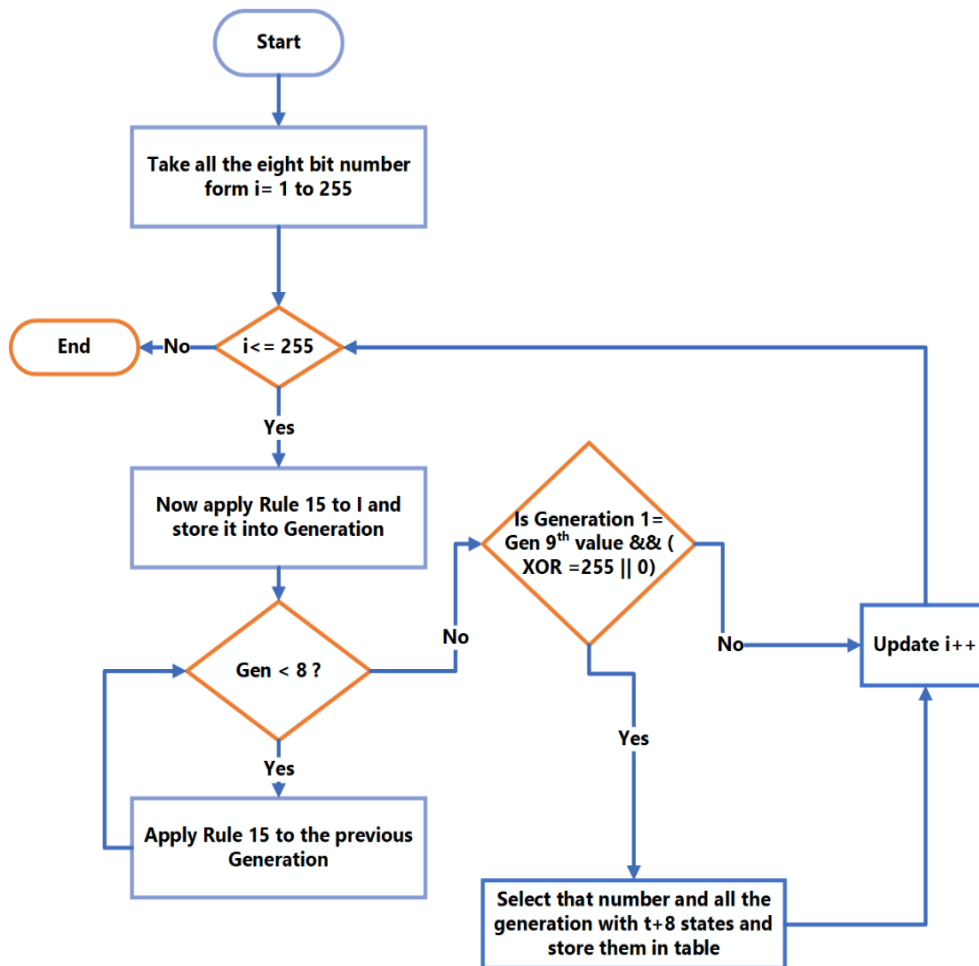 Start
Take all the eight bit number
form i= 1 to 255
End
No
i<= 255
Yes
Now apply Rule 15 to I and
store it into Generation
Is Generation 1=
Gen 9th value && (
XOR =255 || 0)
No
Gen < 8 ?
No
Update i++
Yes
Yes
Apply Rule 15 to the previous
Generation
Select that number and all the
generation with t+8 states and
store them in table